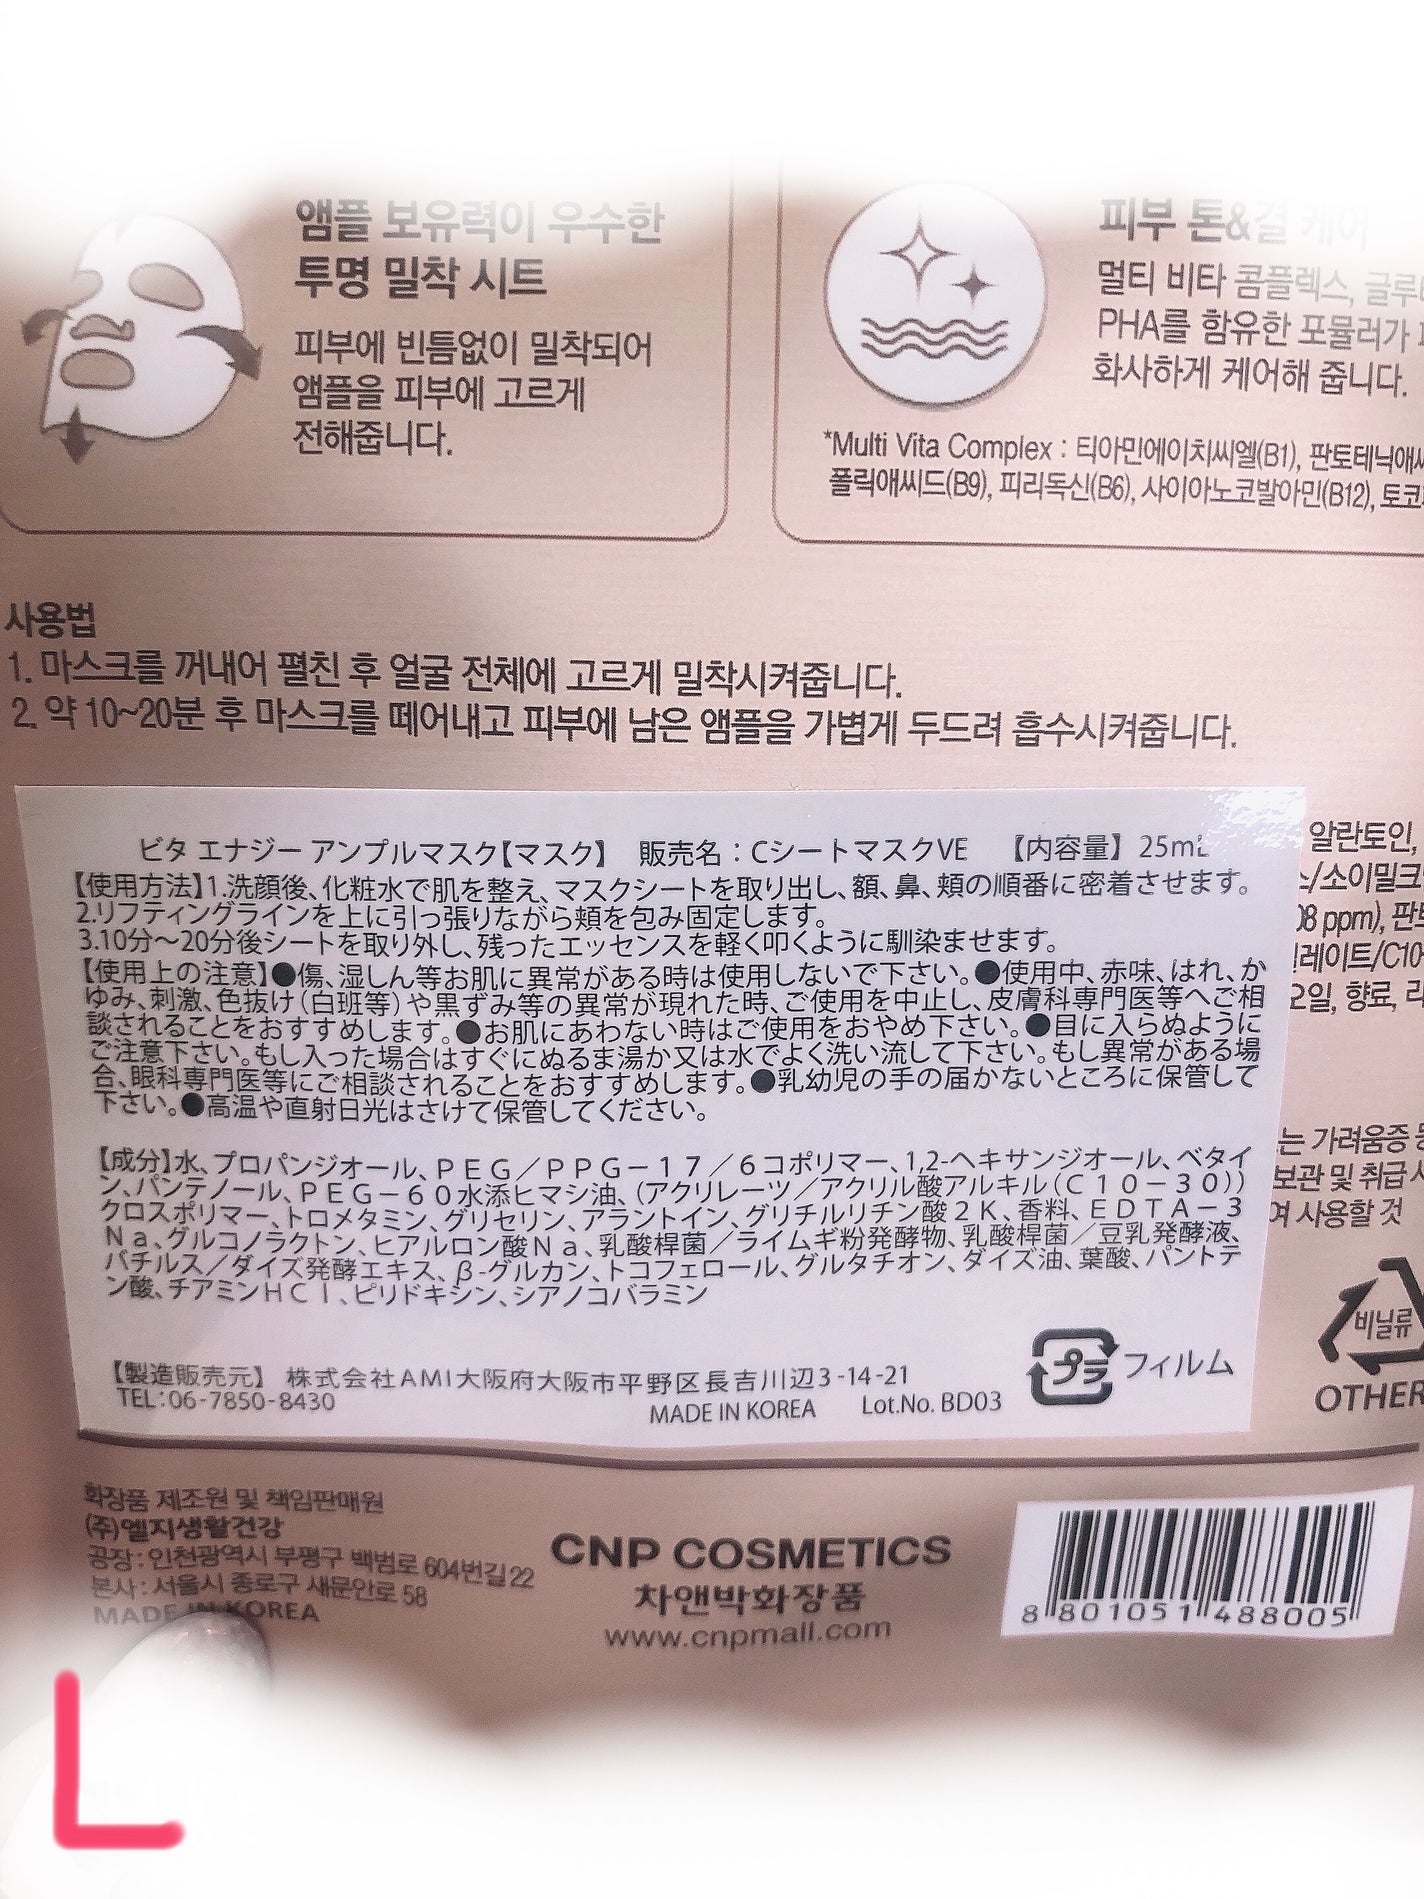 앰플 보유력이 우수한
투명 밀착 시트
피부에 빈틈없이 밀착되어
앰플을 피부에 고르게
전해줍니다.
피부 톤&결 케어
멀티 비타 콤플렉스,
PHA를 함유한 포뮬러가
화사하게 케어해 줍니다.
*Multi Vita Complex : 티아민에이치씨엘(B1),
폴릭애씨드(B9), 피리독신(B6), 사이아노코발아민(B12),
사용법
1. 마스크를 꺼내어 펼친 후 얼굴 전체에 고르게 밀착시켜줍니다.
2. 약 10~20분 후 마스크를 떼어내고 피부에 남은 앰플을 가볍게 두드려 흡수시켜줍니다.
ビタ エナジー アンプルマスク【マスク】 販売名：CシートマスクVE 【内容量】25mL
【使用方法】1.洗顔後、化粧水で肌を整え、マスクシートを取り出し、額、鼻、頬の順番に密着させます。
2.リフティングラインを上に引っ張りながら頬を包み固定します。
3.10分～20分後シートを取り外し、残ったエッセンスを軽く叩くように馴染ませます。
【使用上の注意】●傷、湿しん等お肌に異常がある時は使用しないで下さい。●使用中、赤味、はれ、か
ゆみ、刺激、色抜け(白班等)や黒ずみ等の異常が現れた時、ご使用を中止し、皮膚科専門医等へご相
談されることをおすすめします。●お肌にあわない時はご使用をおやめ下さい。●目に入らぬように
ご注意下さい。もし入った場合はすぐにぬるま湯か又は水でよく洗い流して下さい。もし異常がある場
合、眼科専門医等にご相談されることをおすすめします。●乳幼児の手の届かないところに保管して
下さい。●高温や直射日光はさけて保管してください。
【成分】水、プロパンジオール、ＰＥＧ／ＰＰＧ－１７／６コポリマー、1,2-ヘキサンジオール、ベタイ
ン、パンテノール、ＰＥＧ－６０水添ヒマシ油、（アクリレーツ／アクリル酸アルキル（Ｃ１０－３０））
クロスポリマー、トロメタミン、グリセリン、アラントイン、グリチルリチン酸２Ｋ、香料、ＥＤＴＡ－３
Ｎａ、グルコノラクトン、ヒアルロン酸Ｎａ、乳酸桿菌／ライムギ粉発酵物、乳酸桿菌／豆乳発酵液、
バチルス／ダイズ発酵エキス、β-グルカン、トコフェロール、グルタチオン、ダイズ油、葉酸、パントテ
ン酸、チアミンＨＣｌ、ピリドキシン、シアノコバラミン
【製造販売元】 株式会社AMI大阪府大阪市平野区長吉川辺3-14-21
TEL:06-7850-8430
MADE IN KOREA Lot.No. BD03
プラ フィルム
알란토인,
/소이밀크
ppm),
/C10
향료,
가려움증
보관 및 취급
사용할 것
비닐류
OTHER
화장품 제조원 및 책임판매원
(주)엘지생활건강
공장 : 인천광역시 부평구 백범로 604번길 22
본사 : 서울시 종로구 새문안로 58
MADE IN KOREA
CNP COSMETICS
차앤박화장품
www.cnpmall.com
8 801051 488005
L